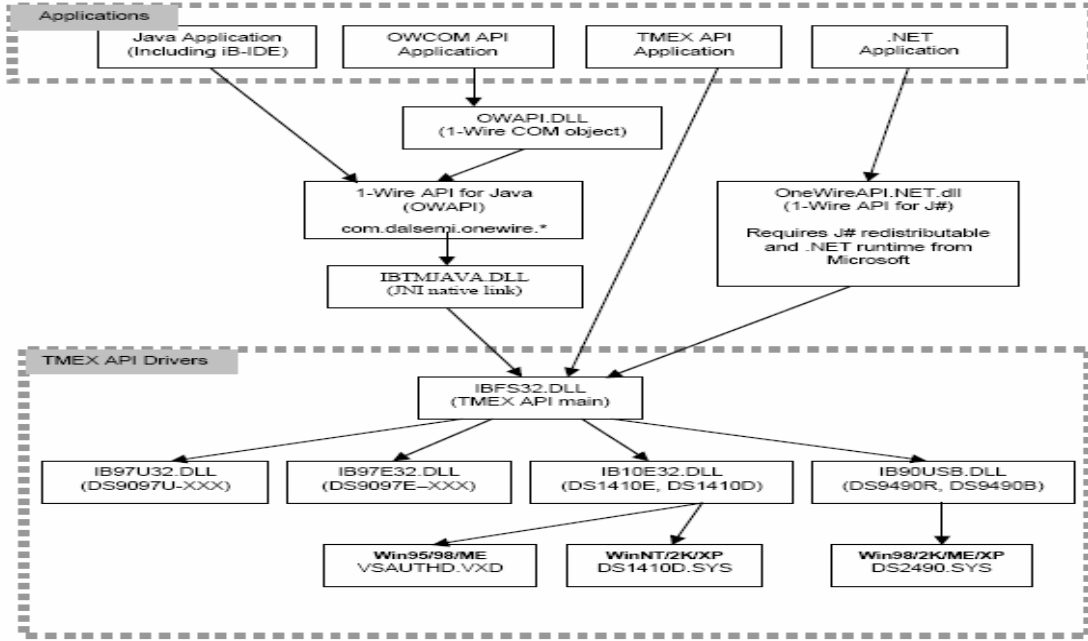 Applications
Java Application
(Including iB-IDE)
OWCOM API
Application
TMEX API
Application
.NET
Application
OWAPI.DLL
(1-Wire COM object)
1-Wire API for Java
(OWAPI)
com.dalsemi.onewire.*
OneWireAPI.NET.dll
(1-Wire API for J#)
Requires J# redistributable
and .NET runtime from
Microsoft
IBTMJAVA.DLL
(JNI native link)
TMEX API Drivers
IBFS32.DLL
(TMEX API main)
IB97U32.DLL
(DS9097U-XXX)
IB97E32.DLL
(DS9097E–XXX)
IB10E32.DLL
(DS1410E, DS1410D)
IB90USB.DLL
(DS9490R, DS9490B)
Win95/98/ME
VSAUTHD.VXD
WinNT/2K/XP
DS1410D.SYS
Win98/2K/ME/XP
DS2490.SYS